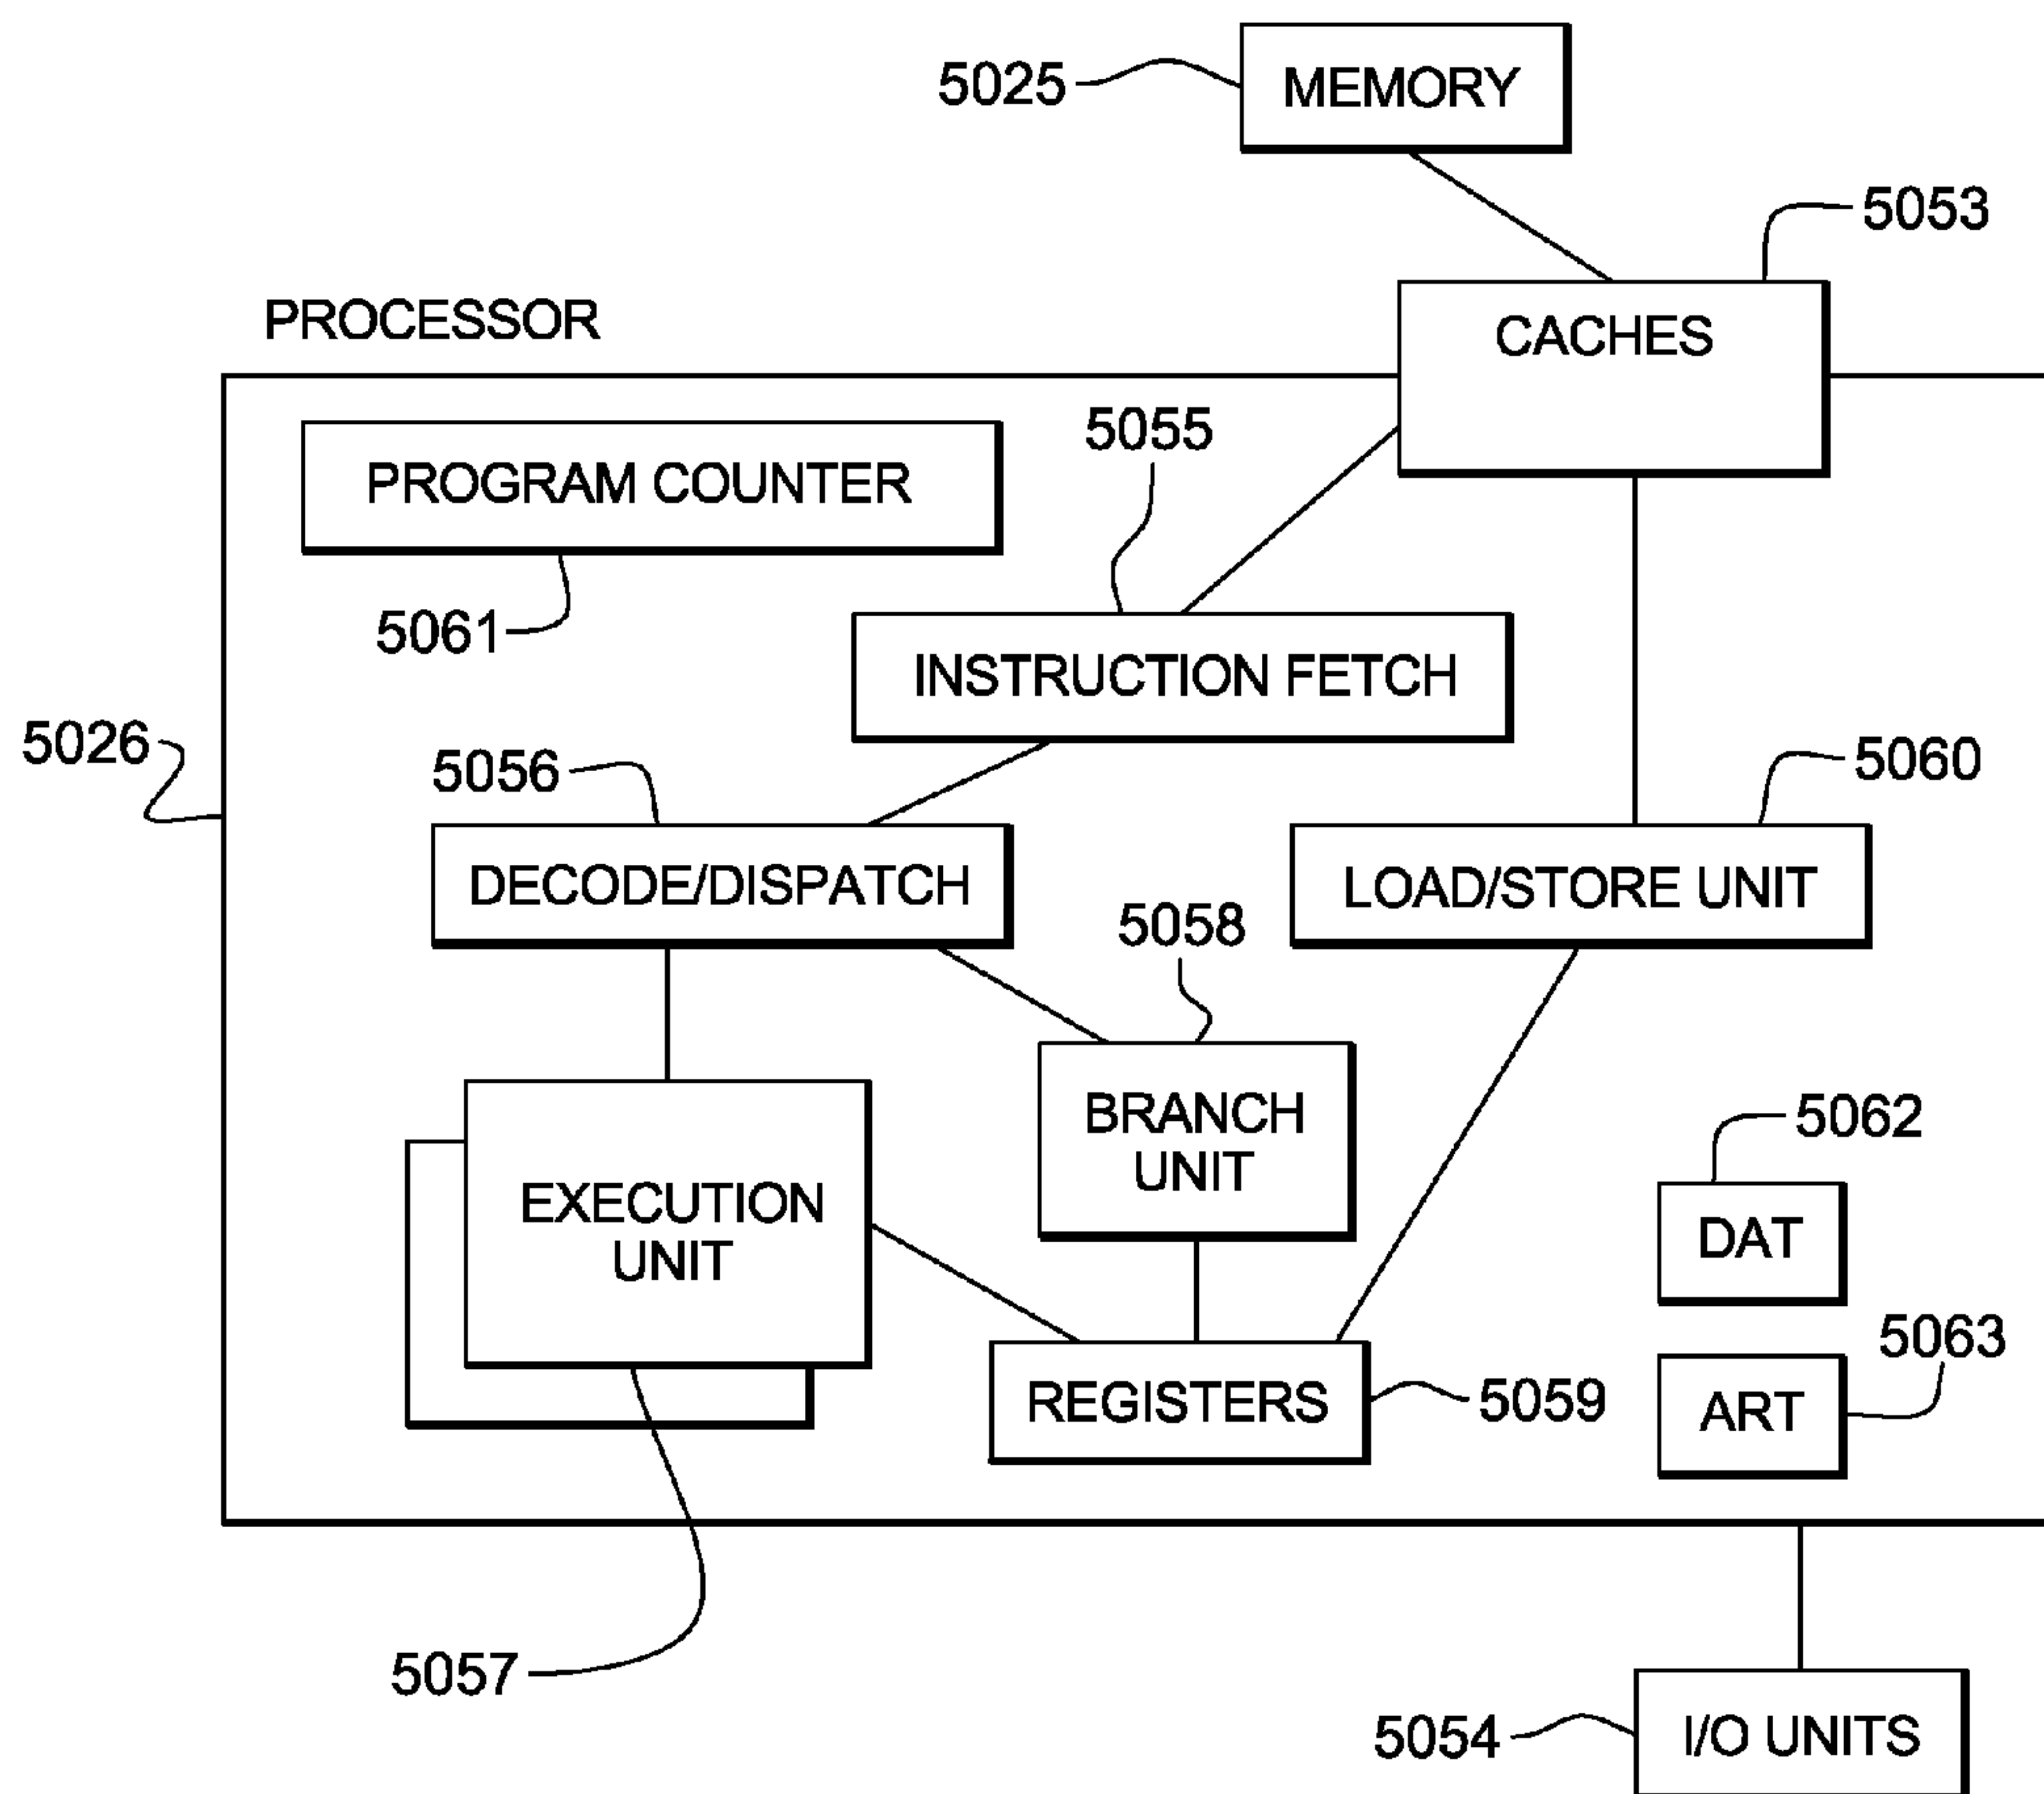 MEMORY
5025
5053
CACHES
PROCESSOR
5055
PROGRAM COUNTER
5061
INSTRUCTION FETCH
5026
5056
5060
DECODE/DISPATCH
LOAD/STORE UNIT
5058
BRANCH
UNIT
5062
EXECUTION
UNIT
DAT
5063
REGISTERS
5059
ART
5057
5054
I/O UNITS